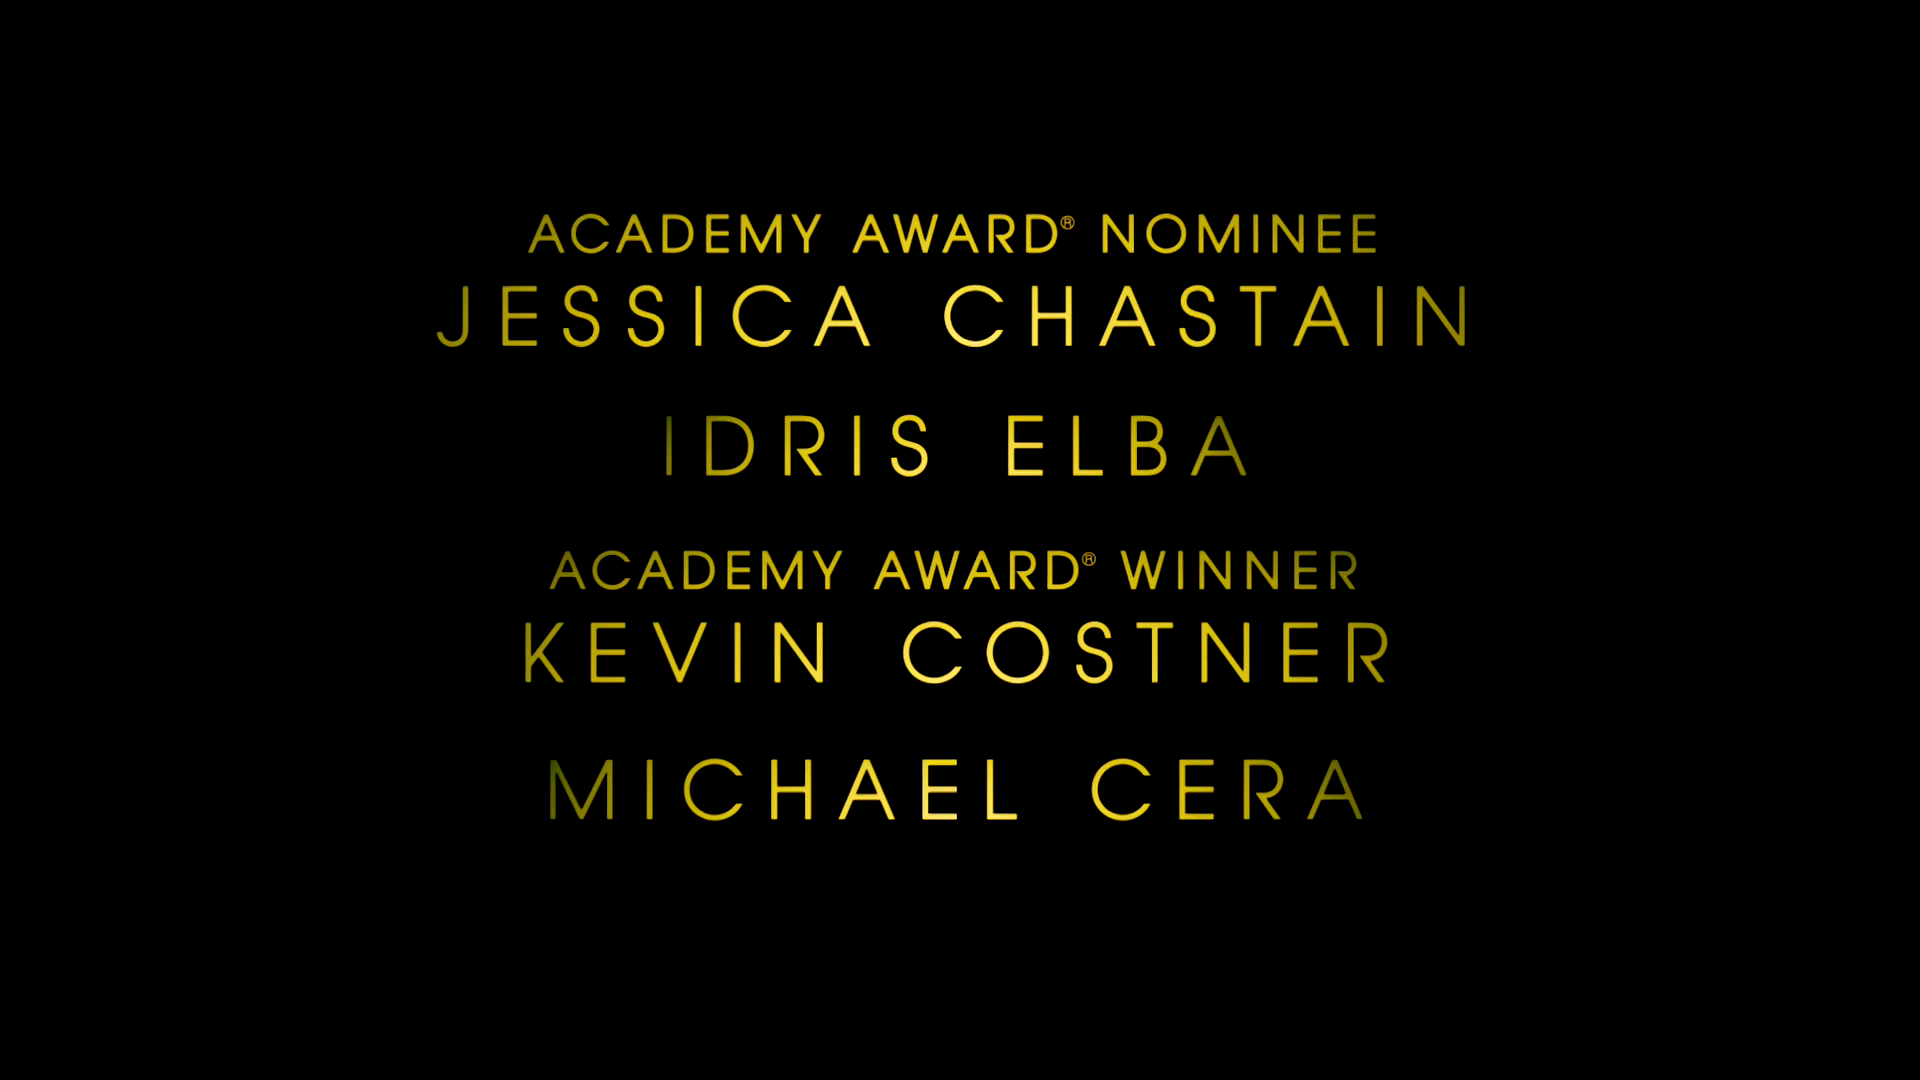 ACADEMY AWARD® NOMINEE
JESSICA CHASTAIN
IDRIS ELBA
ACADEMY AWARD® WINNER
KEVIN COSTNER
MICHAEL CERA